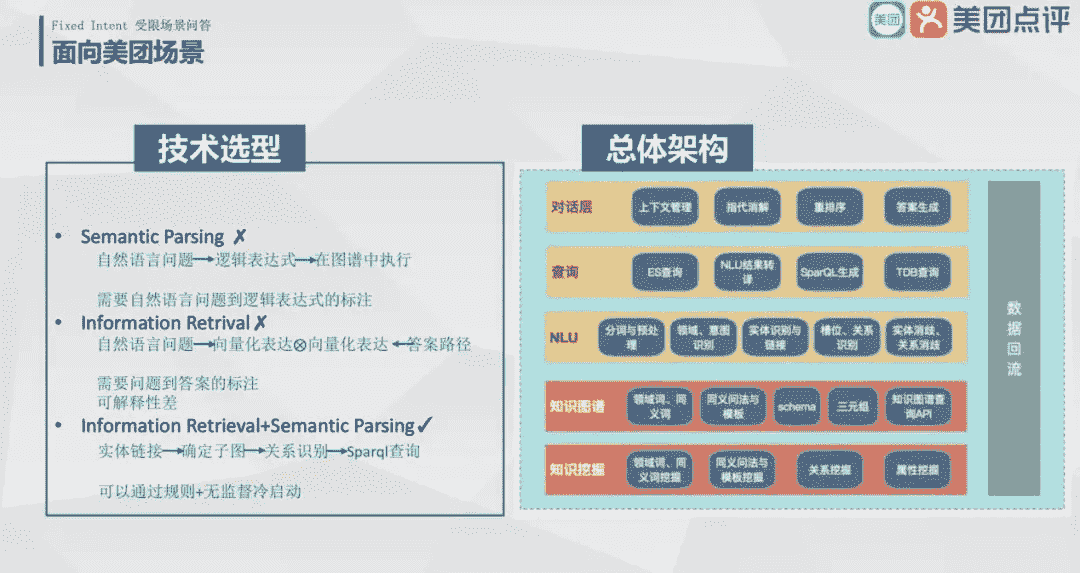 Fixed Intent 受限场景问答
面向美团场景
美团
美团点评
技术选型
• Semantic Parsing ✗
自然语言问题→逻辑表达式→在图谱中执行
需要自然语言问题到逻辑表达式的标注
• Information Retrival ✗
自然语言问题→向量化表达⊗向量化表达←答案路径
需要问题到答案的标注
可解释性差
• Information Retrieval+Semantic Parsing ✓
实体链接→确定子图→关系识别→Sparql查询
可以通过规则+无监督冷启动
总体架构
对话层
上下文管理
指代消解
重排序
答案生成
查询
ES查询
NLU结果转
译
SparQL生成
TDB查询
NLU
分词与预处
理
领域、意图
识别
实体识别与
链接
槽位、关系
识别
实体消歧、
关系消歧
知识图谱
领域词、同
义词
同义问法与
模板
schema
三元组
知识图谱查
询API
知识挖掘
领域词、同
义词挖掘
同义问法与
模板挖掘
关系挖掘
属性挖掘
数据回流